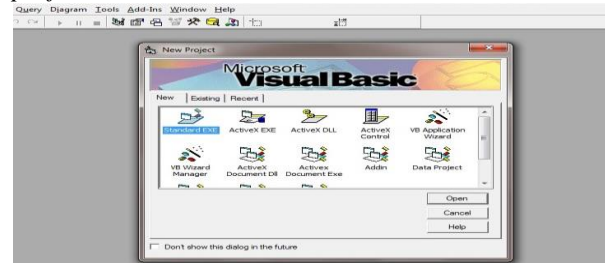 Query Diagram Tools Add-Ins Window Help
New Project
Microsoft
Visual Basic
New Existing Recent
Standard EXE ActiveX EXE ActiveX DLL ActiveX Control VB Application Wizard
VB Wizard Manager ActiveX Document Dll Activex Document Exe Addin Data Project
Open
Cancel
Help
Don't show this dialog in the future